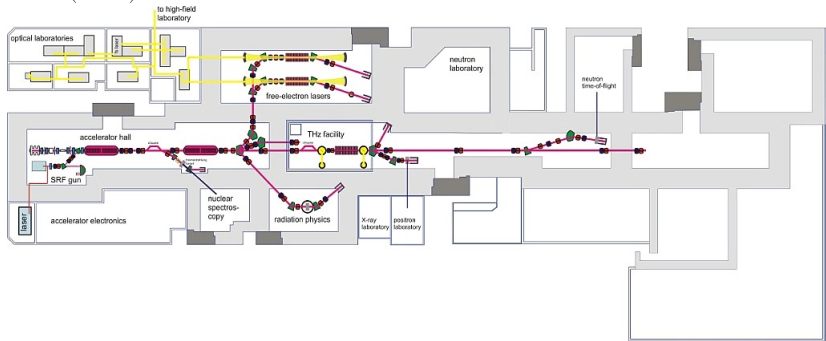 to high-field
laboratory
optical laboratories
laser
neutron
laboratory
neutron
time-of-flight
free-electron lasers
accelerator hall
THz facility
SRF gun
nuclear
spectros-
copy
radiation physics
X-ray
laboratory
positron
laboratory
accelerator electronics
laser